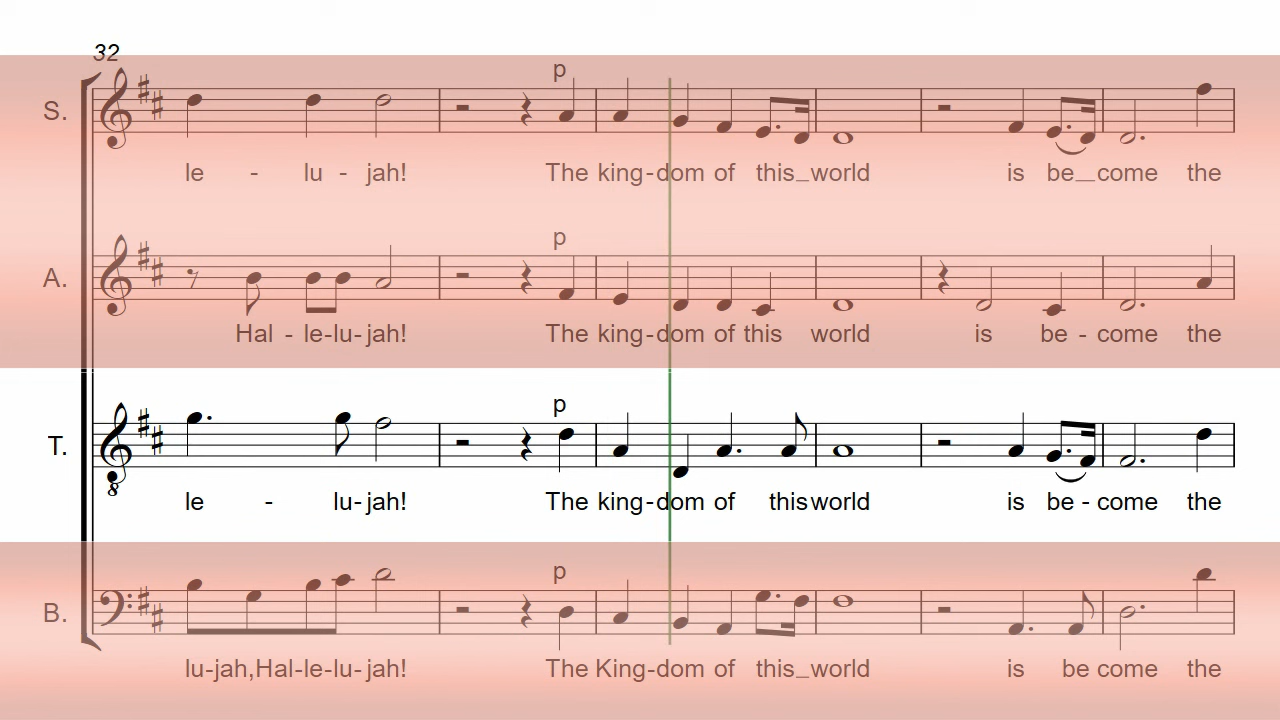 32
p
S.
le - lu - jah! The king-dom of this_world is be_come the
p
A.
Hal - le-lu-jah! The king-dom of this world is be - come the
p
T.
8
le - lu-jah! The king-dom of this world is be - come the
p
B.
lu-jah,Hal-le-lu-jah! The King-dom of this_world is be come the